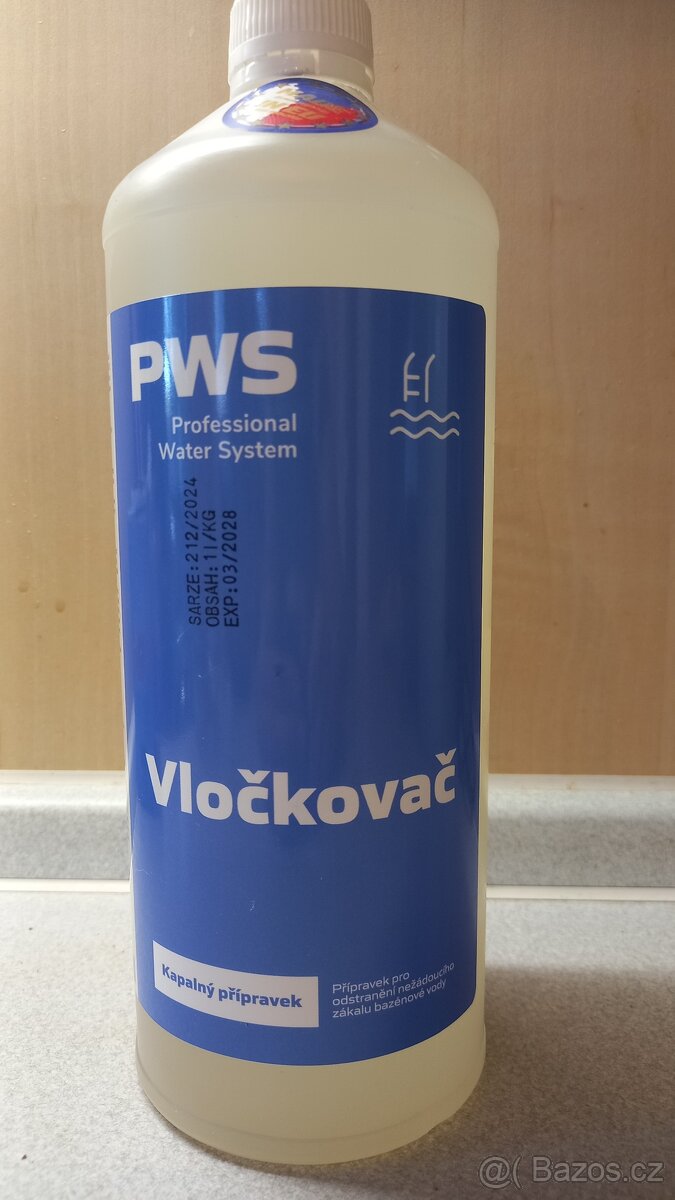 PWS
Professional
Water System
SARZE:212/2024
OBSAH:1l/KG
EXP:03/2028
Vločkovač
Kapalný přípravek
Přípravek pro
odstranění nežádoucího
zákalu bazénové vody
@( Bazos.cz